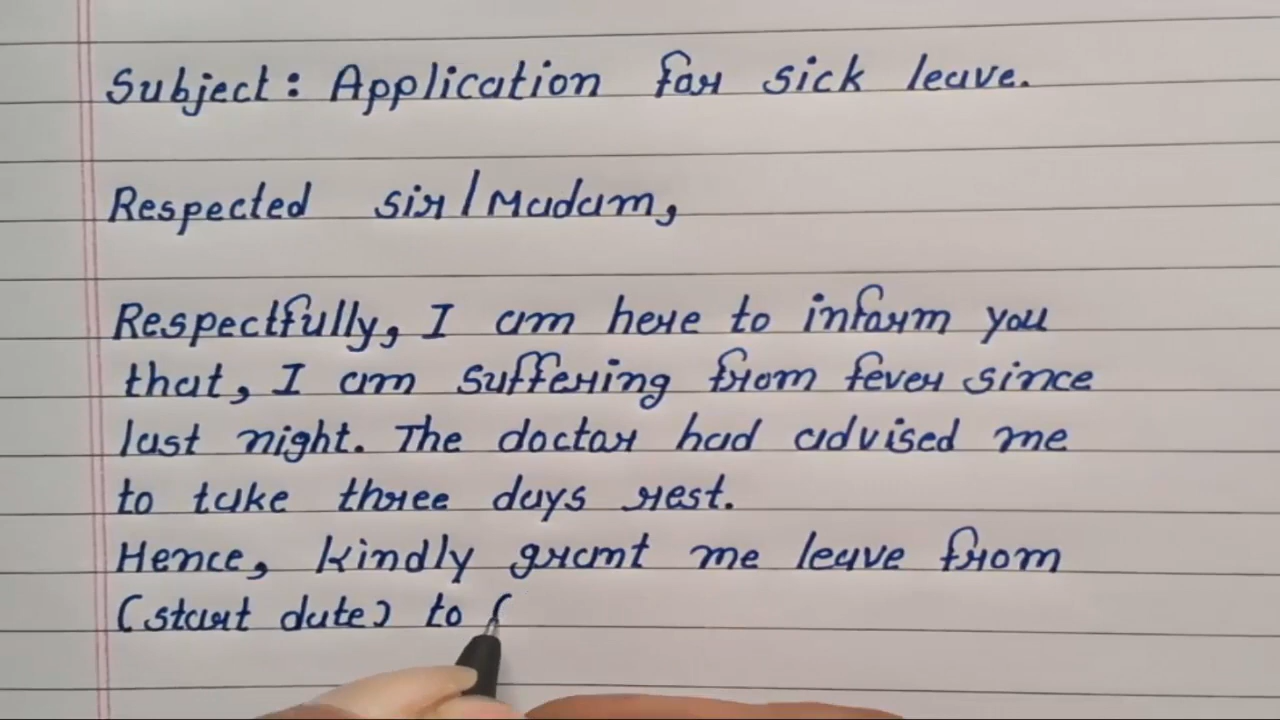 Subject: Application for sick leave.
Respected sir/Madam,
Respectfully, I am here to inform you
that, I am suffering from fever since
last night. The doctor had advised me
to take three days rest.
Hence, kindly grant me leave from
(start date) to (